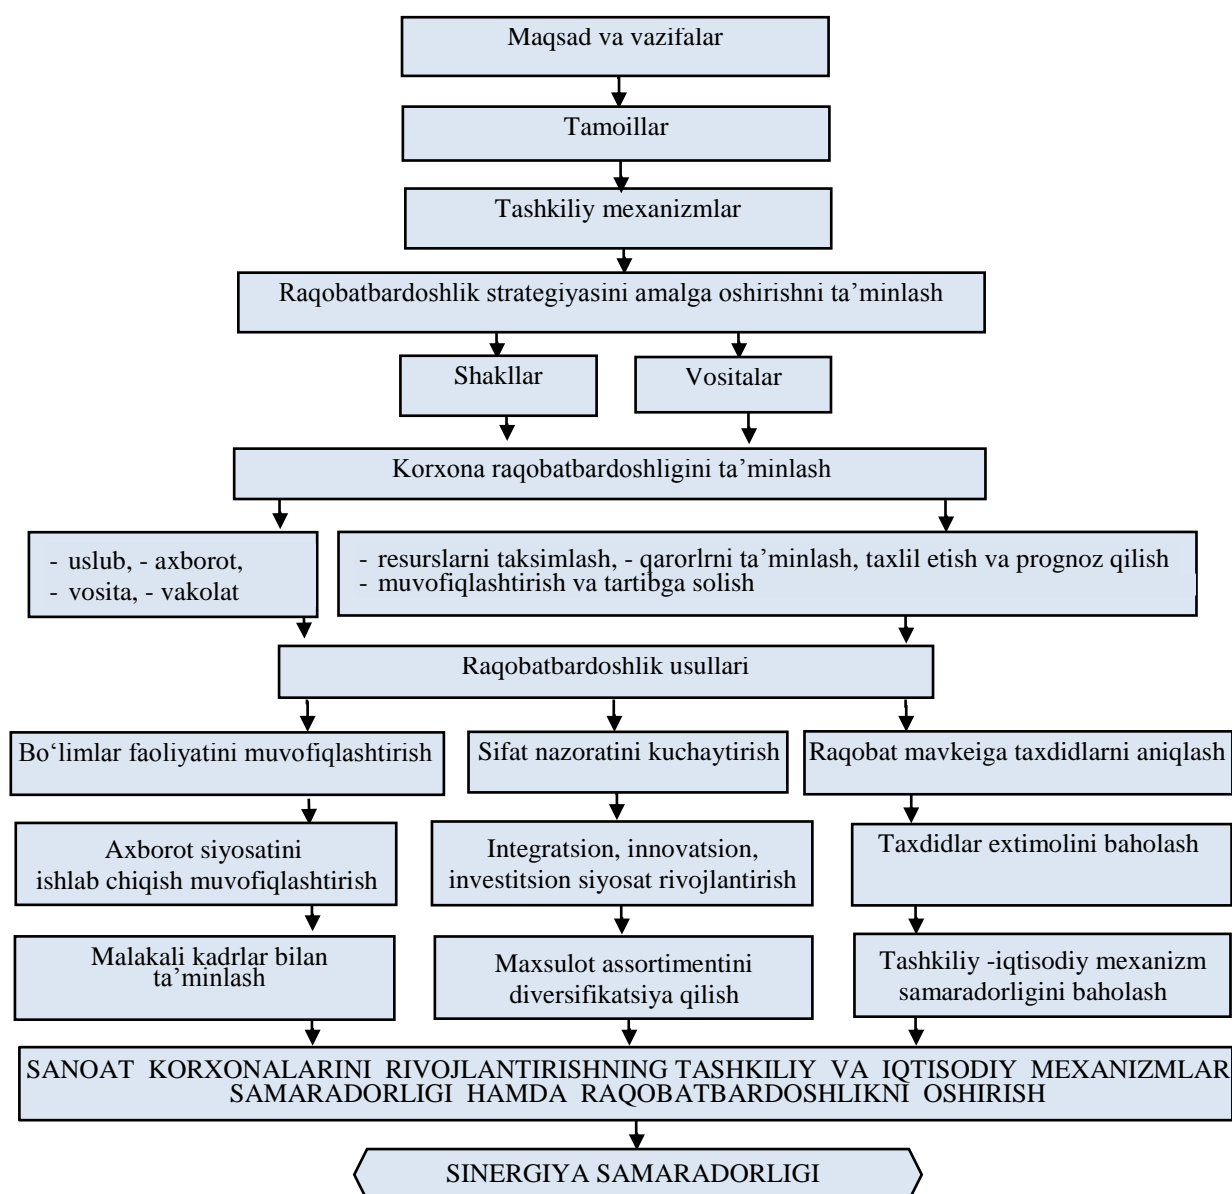 Maqsad va vazifalar
Tamoillar
Tashkiliy mexanizmlar
Raqobatbardoshlik strategiyasini amalga oshirishni ta’minlash
Shakllar
Vositalar
Korxona raqobatbardoshligini ta’minlash
- uslub, - axborot,
- vosita, - vakolat
- resurslarni taksimlash, - qarorlrni ta’minlash, taxlil etish va prognoz qilish
- muvofiqlashtirish va tartibga solish
Raqobatbardoshlik usullari
Bo‘limlar faoliyatini muvofiqlashtirish
Sifat nazoratini kuchaytirish
Raqobat mavkeiga taxdidlarni aniqlash
Axborot siyosatini
ishlab chiqish muvofiqlashtirish
Integratsion, innovatsion,
investitsion siyosat rivojlantirish
Taxdidlar extimolini baholash
Malakali kadrlar bilan
ta’minlash
Maxsulot assortimentini
diversifikatsiya qilish
Tashkiliy -iqtisodiy mexanizm
samaradorligini baholash
SANOAT KORXONALARINI RIVOJLANTIRISHNING TASHKILIY VA IQTISODIY MEXANIZMLAR
SAMARADORLIGI HAMDA RAQOBATBARDOSHLIKNI OSHIRISH
SINERGIYA SAMARADORLIGI